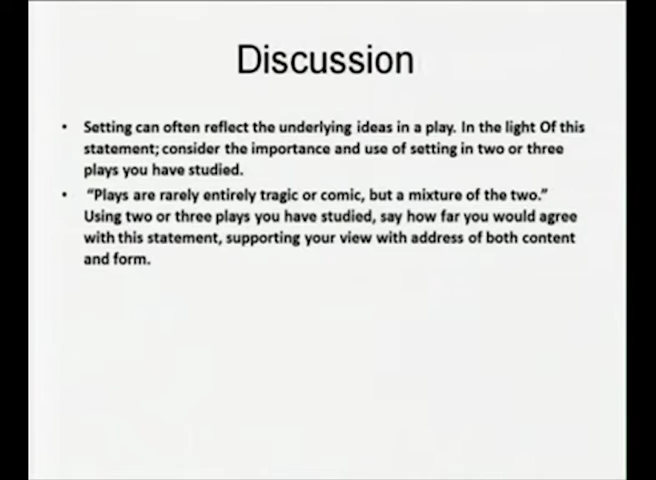 Discussion
• Setting can often reflect the underlying ideas in a play. In the light Of this
statement; consider the importance and use of setting in two or three
plays you have studied.
• “Plays are rarely entirely tragic or comic, but a mixture of the two.”
Using two or three plays you have studied, say how far you would agree
with this statement, supporting your view with address of both content
and form.